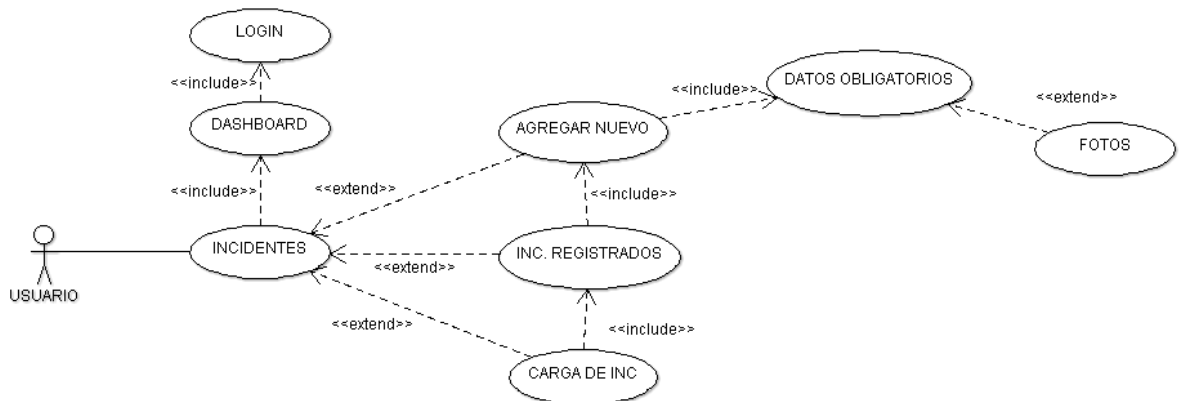 LOGIN
<<include>>
DASHBOARD
<<include>>
INCIDENTES
USUARIO
<<extend>>
<<extend>>
<<extend>>
AGREGAR NUEVO
<<include>>
INC. REGISTRADOS
<<include>>
CARGA DE INC
<<include>>
DATOS OBLIGATORIOS
<<extend>>
FOTOS